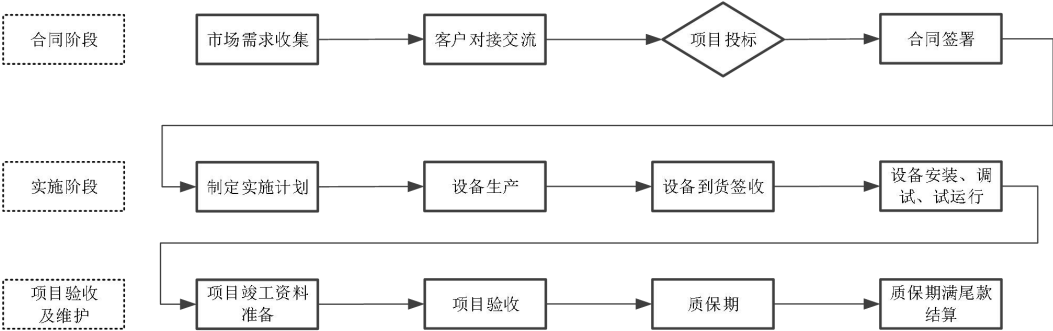 合同阶段
市场需求收集
客户对接交流
项目投标
合同签署
实施阶段
制定实施计划
设备生产
设备到货签收
设备安装、调
试、试运行
项目验收
及维护
项目竣工资料
准备
项目验收
质保期
质保期满尾款
结算